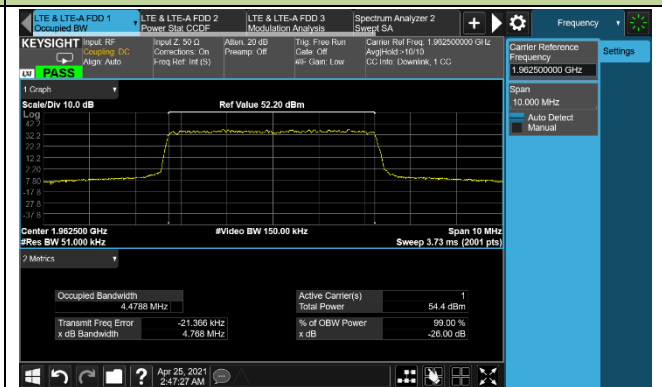 LTE & LTE-A FDD 1
Occupied BW
LTE & LTE-A FDD 2
Power Stat CCDF
LTE & LTE-A FDD 3
Modulation Analysis
Spectrum Analyzer 2
Swept SA
+
Frequency
KEYSIGHT
Input: RF
Coupling: DC
Align: Auto
Input Z: 50 Ω
Corrections: On
Freq Ref: Int (S)
Atten: 20 dB
Preamp: Off
Trig: Free Run
Gate: Off
#IF Gain: Low
Carrier Ref Freq: 1.962500000 GHz
Avg|Hold:>10/10
CC Info: Downlink, 1 CC
LXI PASS
Carrier Reference
Frequency
1.962500000 GHz
Settings
Span
10.000 MHz
Auto Detect
Manual
1 Graph
Scale/Div 10.0 dB
Ref Value 52.20 dBm
Log
42.2
32.2
22.2
12.2
2.20
-7.80
-17.8
-27.8
-37.8
Center 1.962500 GHz
#Video BW 150.00 kHz
Span 10 MHz
#Res BW 51.000 kHz
Sweep 3.73 ms (2001 pts)
2 Metrics
Occupied Bandwidth
4.4788 MHz
Active Carrier(s) 1
Total Power 54.4 dBm
Transmit Freq Error -21.366 kHz
% of OBW Power 99.00 %
x dB Bandwidth 4.768 MHz
x dB -26.00 dB
?
Apr 25, 2021
2:47:27 AM